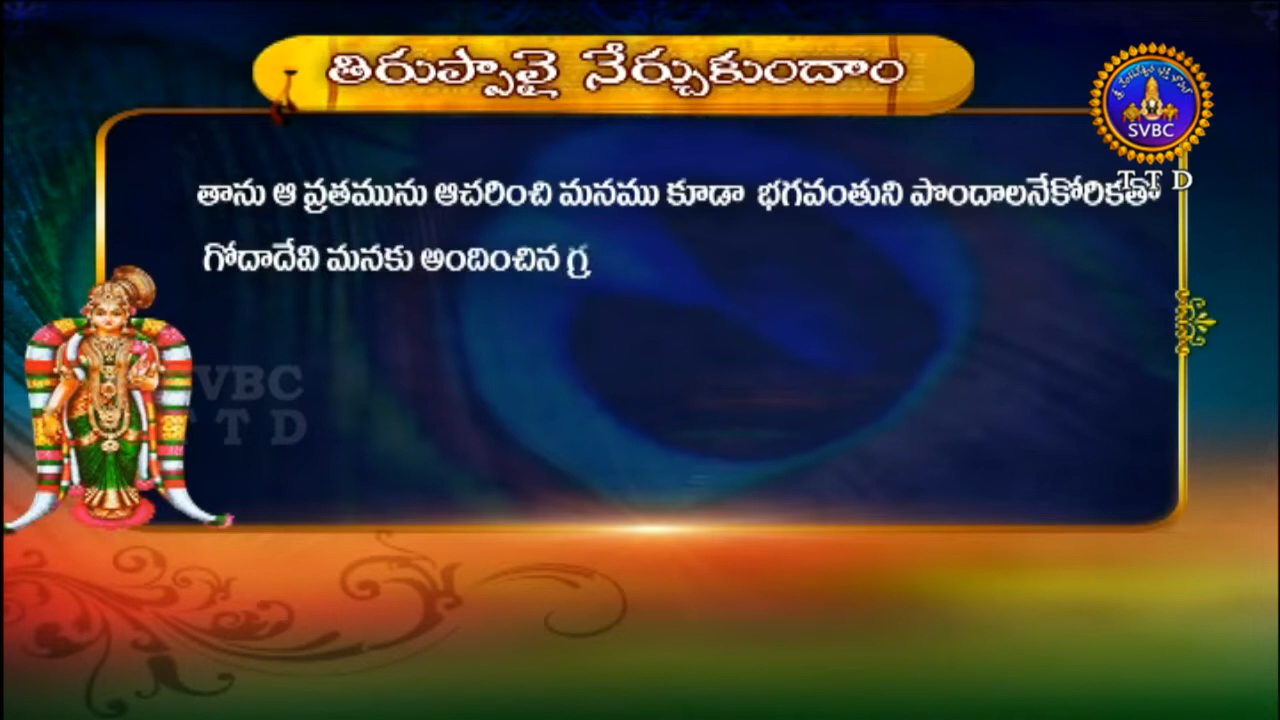 తిరుప్పావై నేర్చుకుందాం
SVBC
T T D
తాను ఆ వ్రతమును ఆచరించి మనము కూడా భగవంతుని పొందాలనేకోరికతో
గోదాదేవి మనకు అందించిన గ్ర
SVBC
T D